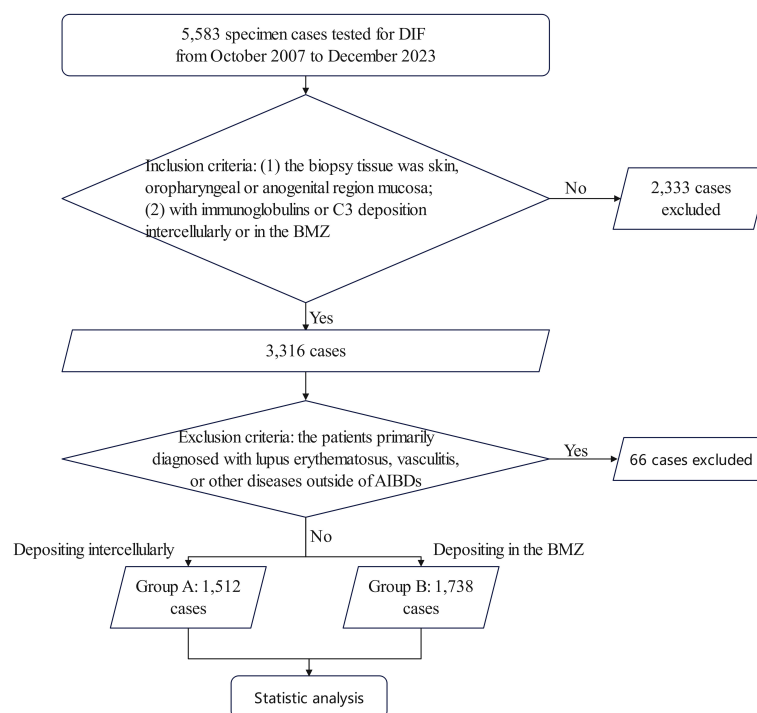 5,583 specimen cases tested for DIF
from October 2007 to December 2023
Inclusion criteria: (1) the biopsy tissue was skin,
oropharyngeal or anogenital region mucosa;
(2) with immunoglobulins or C3 deposition
intercellularly or in the BMZ
No
2,333 cases
excluded
Yes
3,316 cases
Exclusion criteria: the patients primarily
diagnosed with lupus erythematosus, vasculitis,
or other diseases outside of AIBDs
Yes
66 cases excluded
No
Depositing intercellularly
Depositing in the BMZ
Group A: 1,512
cases
Group B: 1,738
cases
Statistic analysis